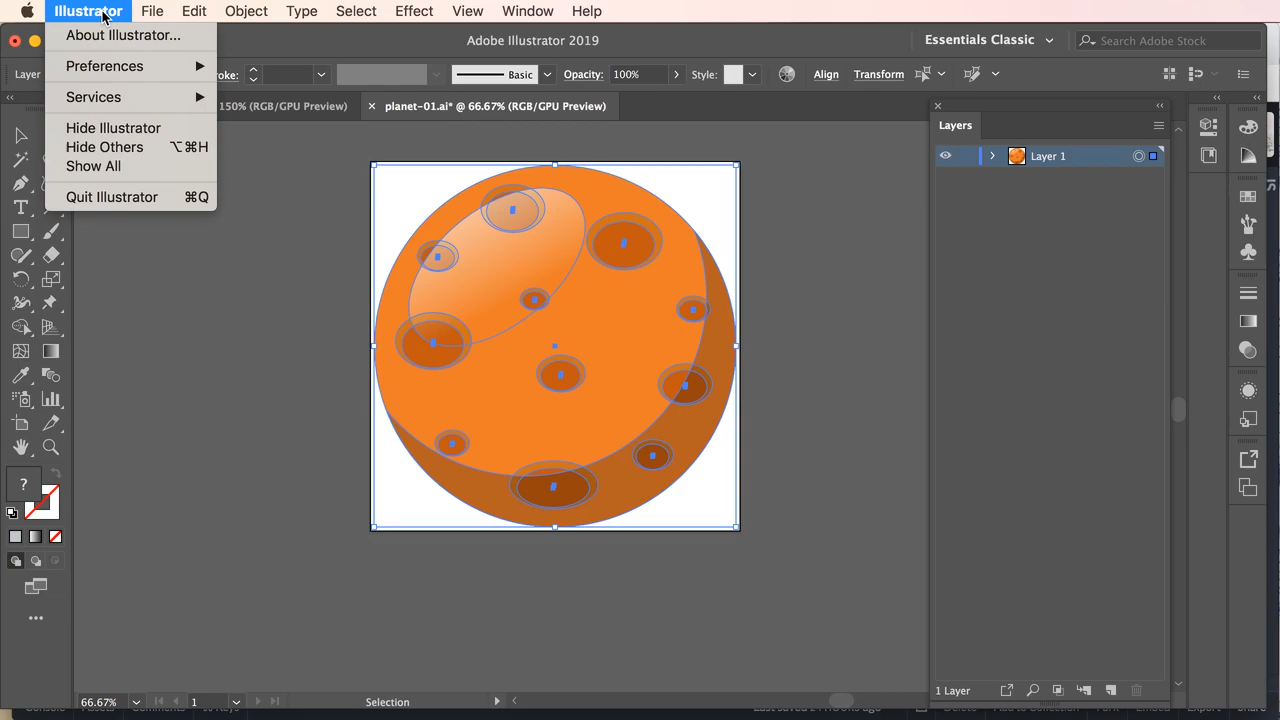 Illustrator File Edit Object Type Select Effect View Window Help
About Illustrator...
Preferences
Services
Hide Illustrator
Hide Others ⌥⌘H
Show All
Quit Illustrator ⌘Q
Adobe Illustrator 2019
Essentials Classic
Search Adobe Stock
Layer
Basic
Opacity: 100%
Style:
Align
Transform
150% (RGB/GPU Preview)
planet-01.ai* @ 66.67% (RGB/GPU Preview)
Layers
Layer 1
?
1 Layer
66.67%
1
Selection